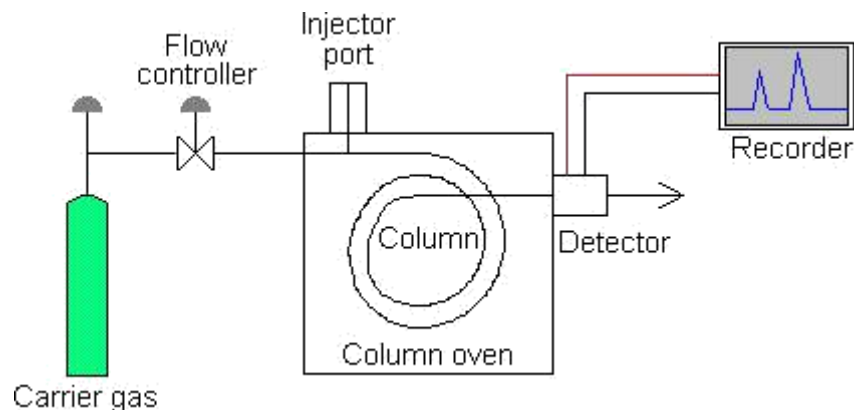 Injector
port
Flow
controller
Recorder
Column
Detector
Column oven
Carrier gas